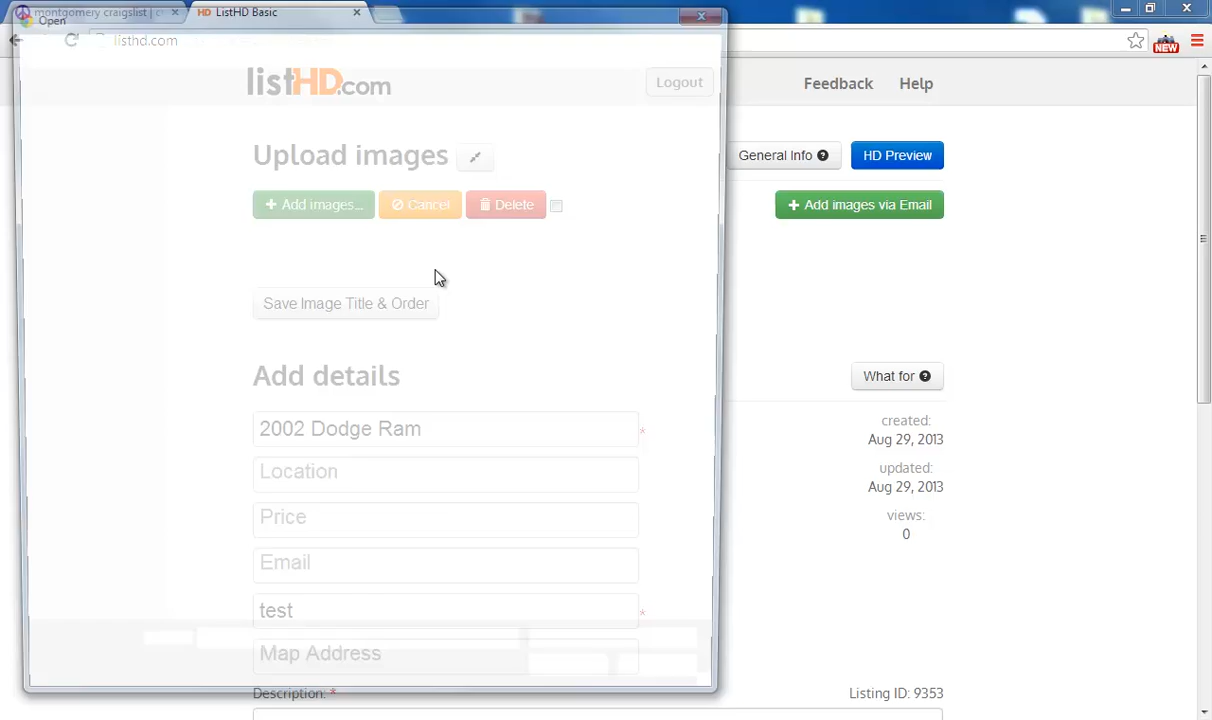 montgomery craigslist | c
HD ListHD Basic
Open
listhd.com
NEW
listHD.com
Logout
Feedback
Help
Upload images
General Info
HD Preview
+ Add images...
Cancel
Delete
+ Add images via Email
Save Image Title & Order
Add details
What for
2002 Dodge Ram *
created:
Aug 29, 2013
Location
updated:
Aug 29, 2013
Price
views:
0
Email
test *
Map Address
Description: *
Listing ID: 9353